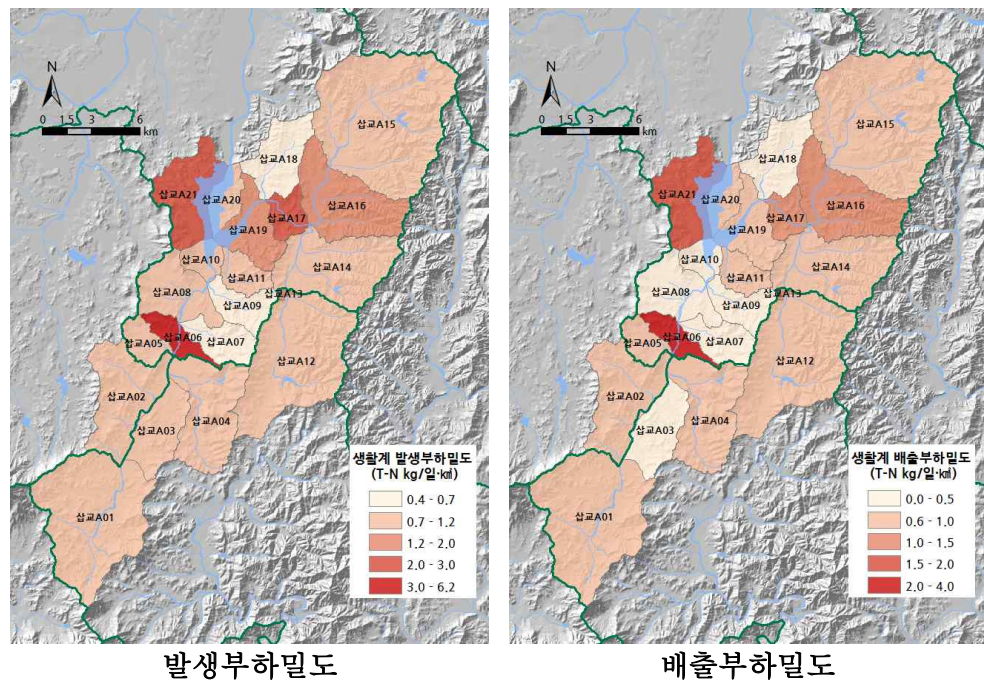 N
0 1.5 3 6
km
삽교A15
삽교A18
삽교A21
삽교A20
삽교A16
삽교A17
삽교A19
삽교A10
삽교A11
삽교A14
삽교A08
삽교A13
삽교A09
삽교A05
삽교A06
삽교A07
삽교A12
삽교A02
삽교A03
삽교A04
삽교A01
생활계 발생부하밀도
(T-N kg/일·㎢)
0.4 - 0.7
0.7 - 1.2
1.2 - 2.0
2.0 - 3.0
3.0 - 6.2
발생부하밀도
N
0 1.5 3 6
km
삽교A15
삽교A18
삽교A21
삽교A20
삽교A16
삽교A17
삽교A19
삽교A10
삽교A11
삽교A14
삽교A08
삽교A13
삽교A09
삽교A05
삽교A06
삽교A07
삽교A12
삽교A02
삽교A03
삽교A04
삽교A01
생활계 배출부하밀도
(T-N kg/일·㎢)
0.0 - 0.5
0.6 - 1.0
1.0 - 1.5
1.5 - 2.0
2.0 - 4.0
배출부하밀도